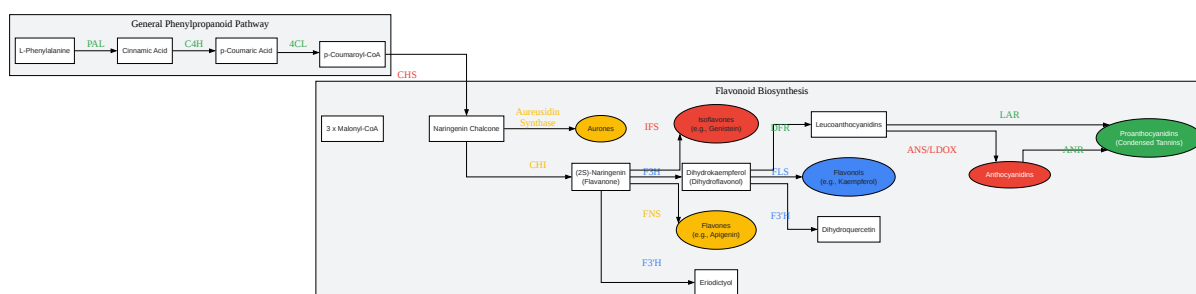 General Phenylpropanoid Pathway
L-Phenylalanine
PAL
Cinnamic Acid
C4H
p-Coumaric Acid
4CL
p-Coumaroyl-CoA
CHS
Flavonoid Biosynthesis
3 x Malonyl-CoA
Naringenin Chalcone
Aureusidin
Synthase
Aurones
CHI
(2S)-Naringenin
(Flavanone)
IFS
Isoflavones
(e.g., Genistein)
F3H
Dihydrokaempferol
(Dihydroflavonol)
FNS
Flavones
(e.g., Apigenin)
F3'H
Eriodictyol
DFR
Leucoanthocyanidins
FLS
Flavonols
(e.g., Kaempferol)
F3'H
Dihydroquercetin
LAR
ANS/LDOX
Anthocyanidins
ANR
Proanthocyanidins
(Condensed Tannins)